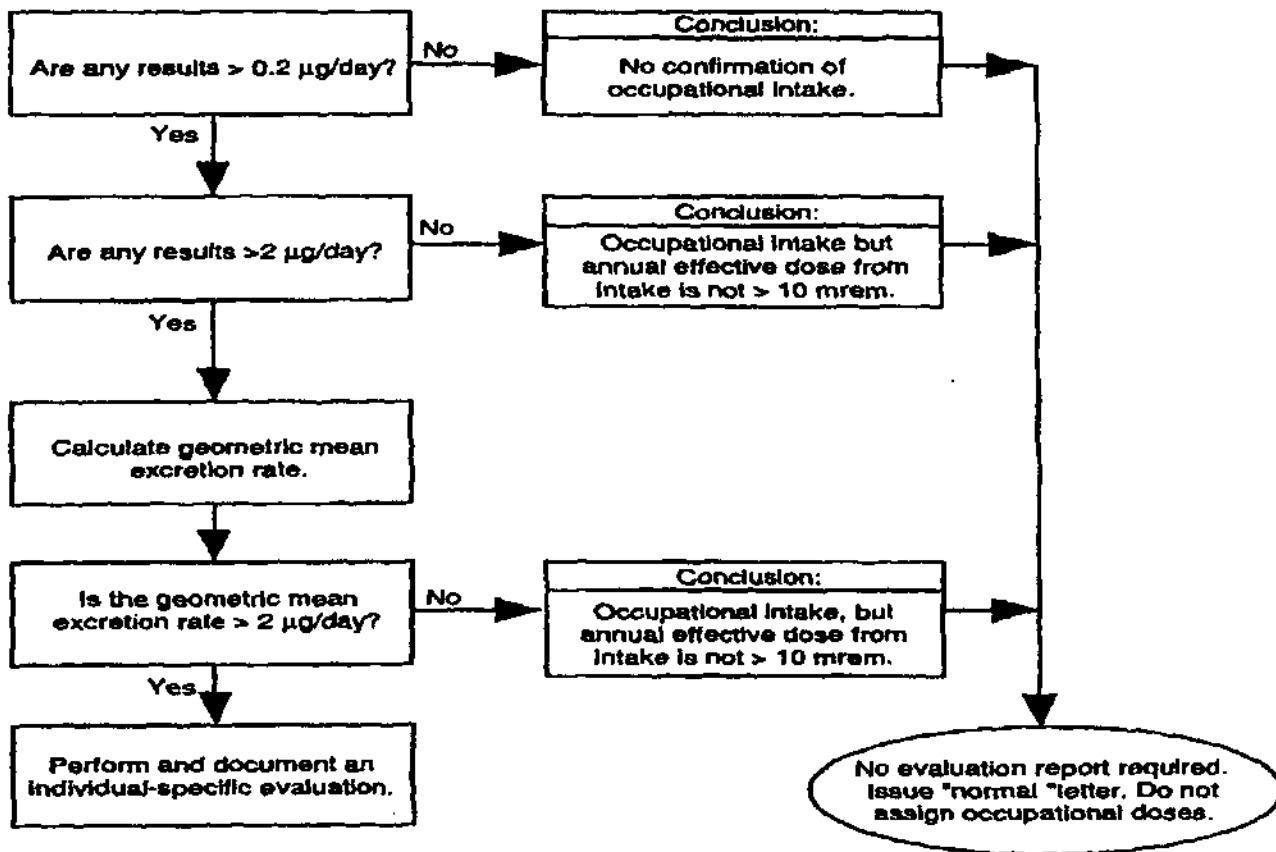 Are any results > 0.2 µg/day?
No
Conclusion:
No confirmation of
occupational intake.
Yes
Are any results >2 µg/day?
No
Conclusion:
Occupational intake but
annual effective dose from
intake is not > 10 mrem.
Yes
Calculate geometric mean
excretion rate.
Is the geometric mean
excretion rate > 2 µg/day?
No
Conclusion:
Occupational intake, but
annual effective dose from
intake is not > 10 mrem.
Yes
Perform and document an
individual-specific evaluation.
No evaluation report required.
Issue "normal "letter. Do not
assign occupational doses.